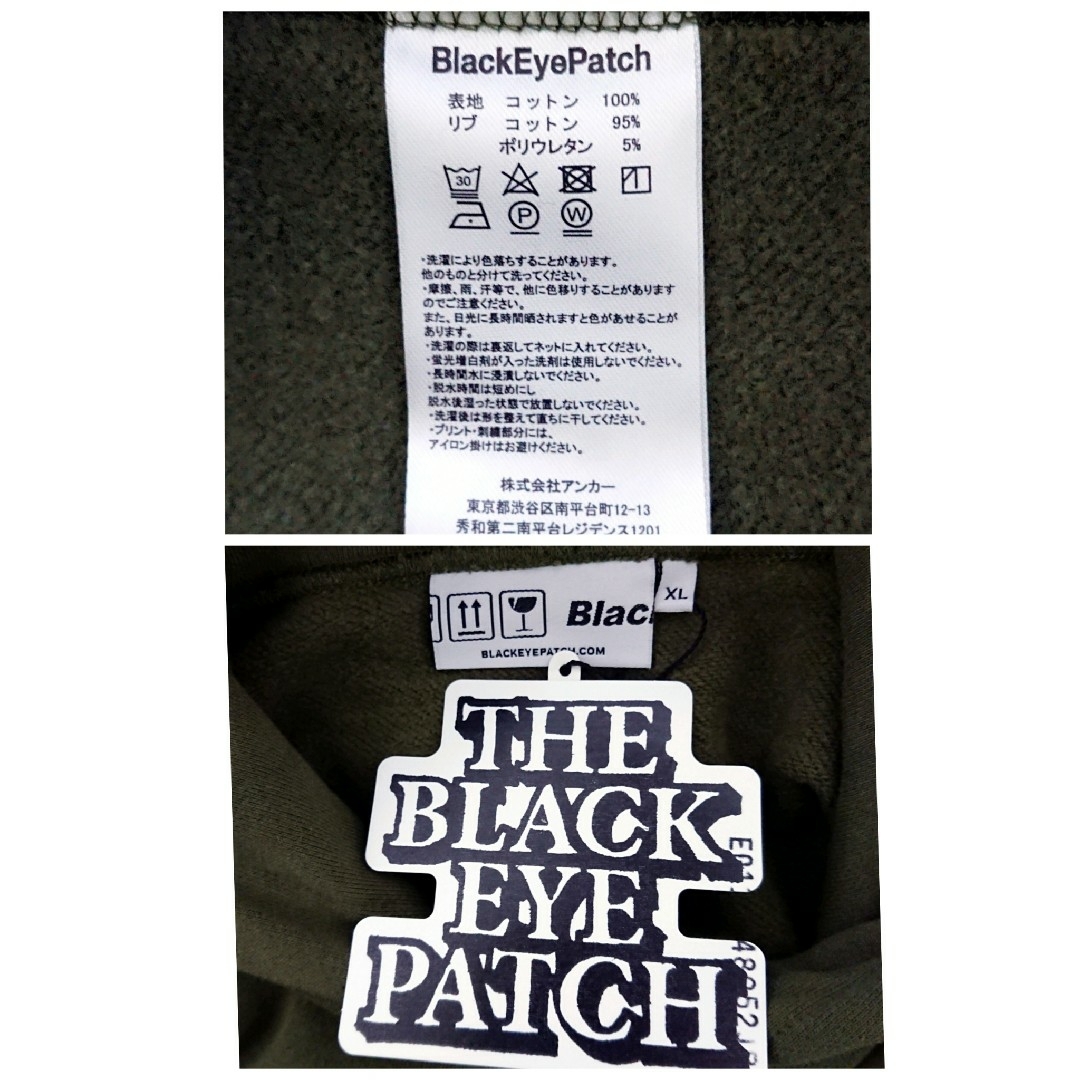 BlackEyePatch
表地 コットン 100%
リブ コットン 95%
ポリウレタン 5%
30
P W
・洗濯により色落ちすることがあります。
他のものと分けて洗ってください。
・摩擦、雨、汗等で、他に色移りすることがあります
のでご注意ください。
また、日光に長時間晒されますと色があせることが
あります。
・洗濯の際は裏返してネットに入れてください。
・蛍光増白剤が入った洗剤は使用しないでください。
・長時間水に浸漬しないでください。
・脱水時間は短めにし
脱水後湿った状態で放置しないでください。
・洗濯後は形を整えて直ちに干してください。
・プリント・刺繍部分には、
アイロン掛けはお避けください。
株式会社アンカー
東京都渋谷区南平台町12-13
秀和第二南平台レジデンス1201
XL
Blac
BLACKEYEPATCH.COM
THE
BLACK
EYE
PATCH